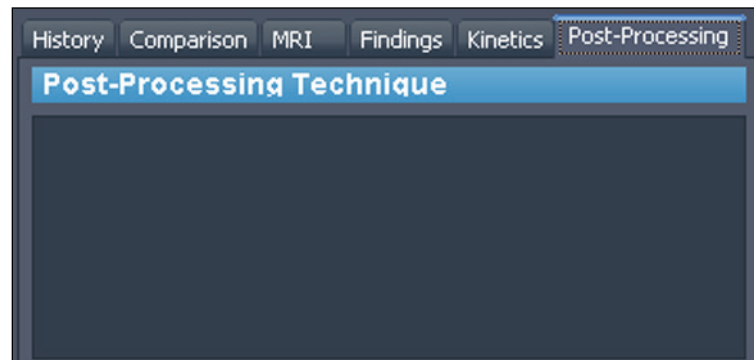 History Comparison MRI Findings Kinetics Post-Processing
Post-Processing Technique